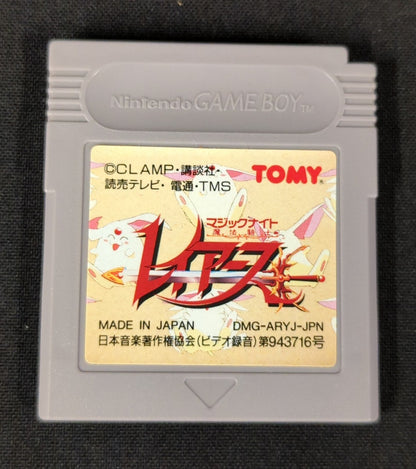 Nintendo GAME BOY TM
©CLAMP・講談社・ TOMY®
読売テレビ・電通・TMS
マジックナイト
魔法騎士
レイアース
MADE IN JAPAN DMG-ARYJ-JPN
日本音楽著作権協会(ビデオ録音)第943716号